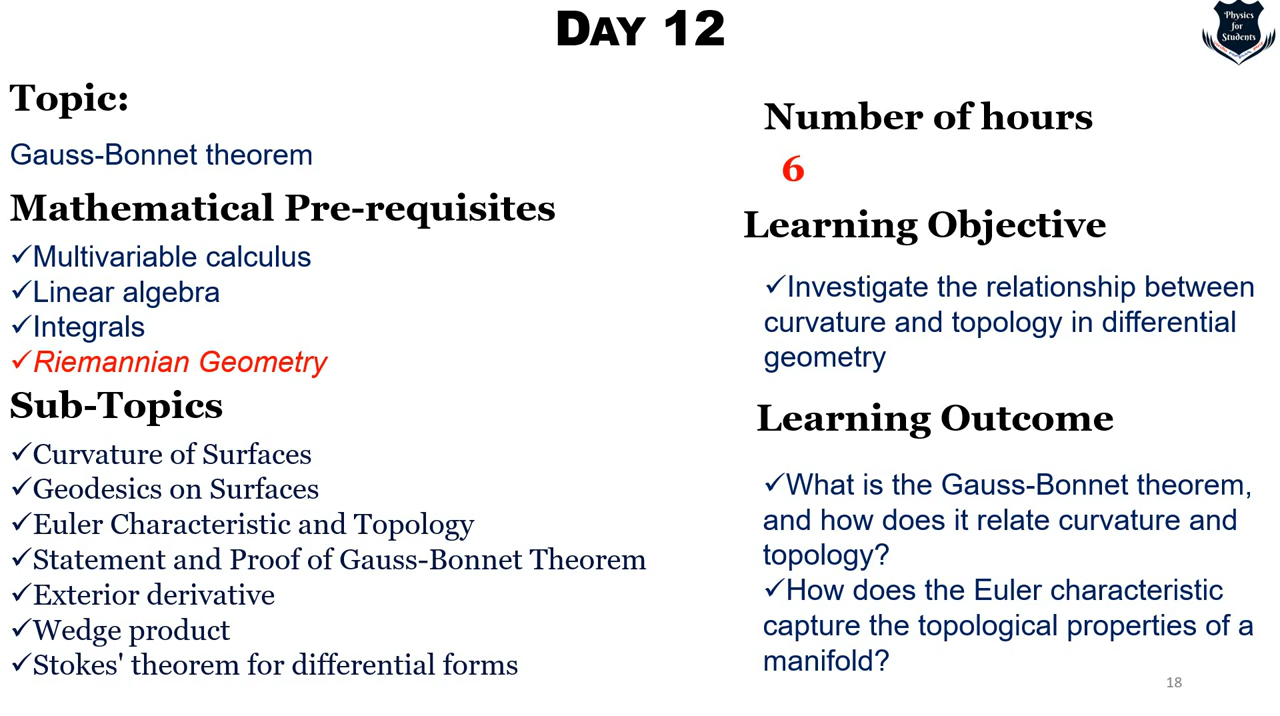 DAY 12
Physics
for
Students
Topic:
Gauss-Bonnet theorem
Mathematical Pre-requisites
✓Multivariable calculus
✓Linear algebra
✓Integrals
✓Riemannian Geometry
Sub-Topics
✓Curvature of Surfaces
✓Geodesics on Surfaces
✓Euler Characteristic and Topology
✓Statement and Proof of Gauss-Bonnet Theorem
✓Exterior derivative
✓Wedge product
✓Stokes' theorem for differential forms
Number of hours
6
Learning Objective
✓Investigate the relationship between
curvature and topology in differential
geometry
Learning Outcome
✓What is the Gauss-Bonnet theorem,
and how does it relate curvature and
topology?
✓How does the Euler characteristic
capture the topological properties of a
manifold?
18